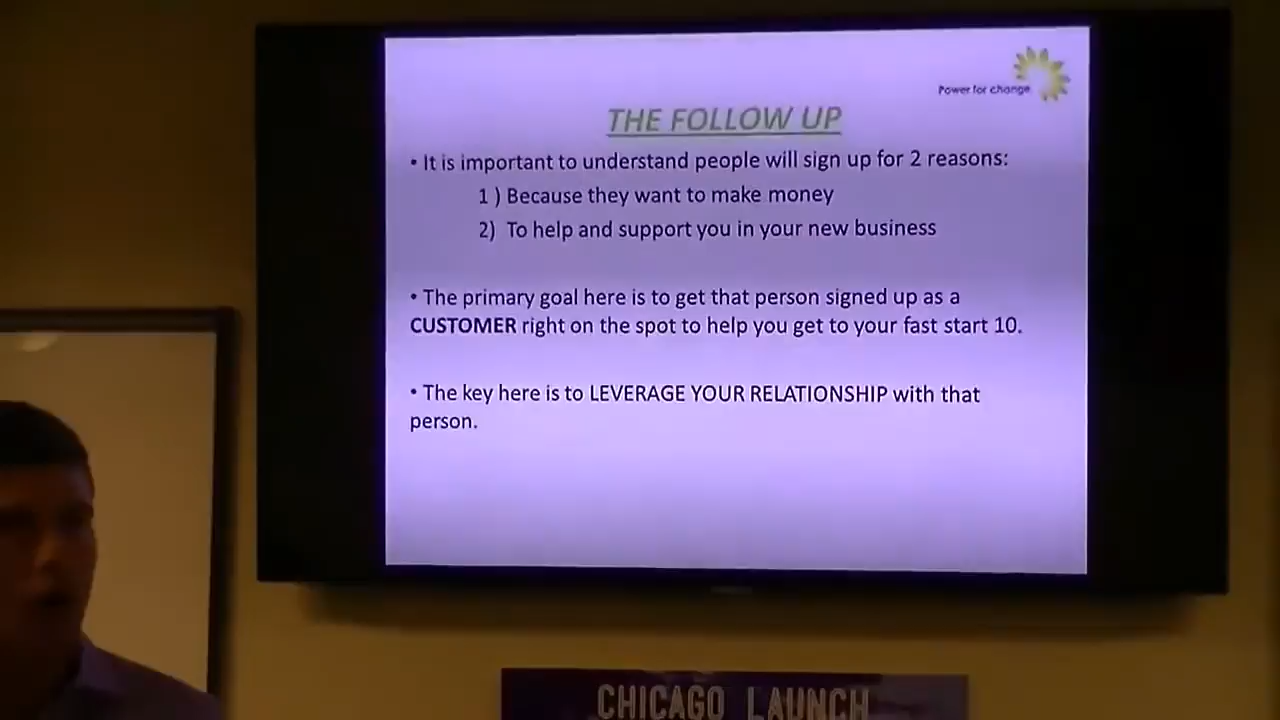 Power for change
THE FOLLOW UP
• It is important to understand people will sign up for 2 reasons:
1 ) Because they want to make money
2) To help and support you in your new business
• The primary goal here is to get that person signed up as a
CUSTOMER right on the spot to help you get to your fast start 10.
• The key here is to LEVERAGE YOUR RELATIONSHIP with that
person.
CHICAGO LAUNCH